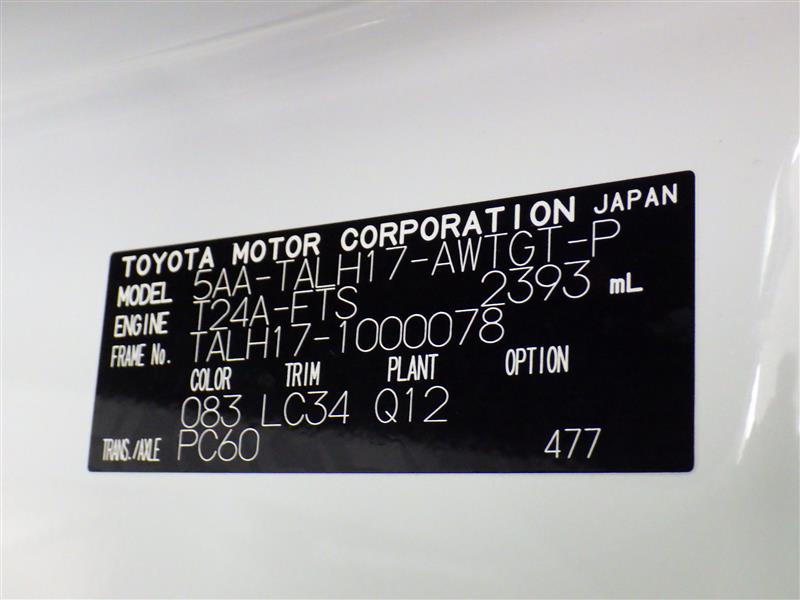 TOYOTA MOTOR CORPORATION JAPAN
MODEL 5AA-TALH17-AWTGT-P
ENGINE T24A-FTS 2393 mL
FRAME No. TALH17-1000078
COLOR TRIM PLANT OPTION
083 LC34 Q12
TRANS./AXLE PC60 477